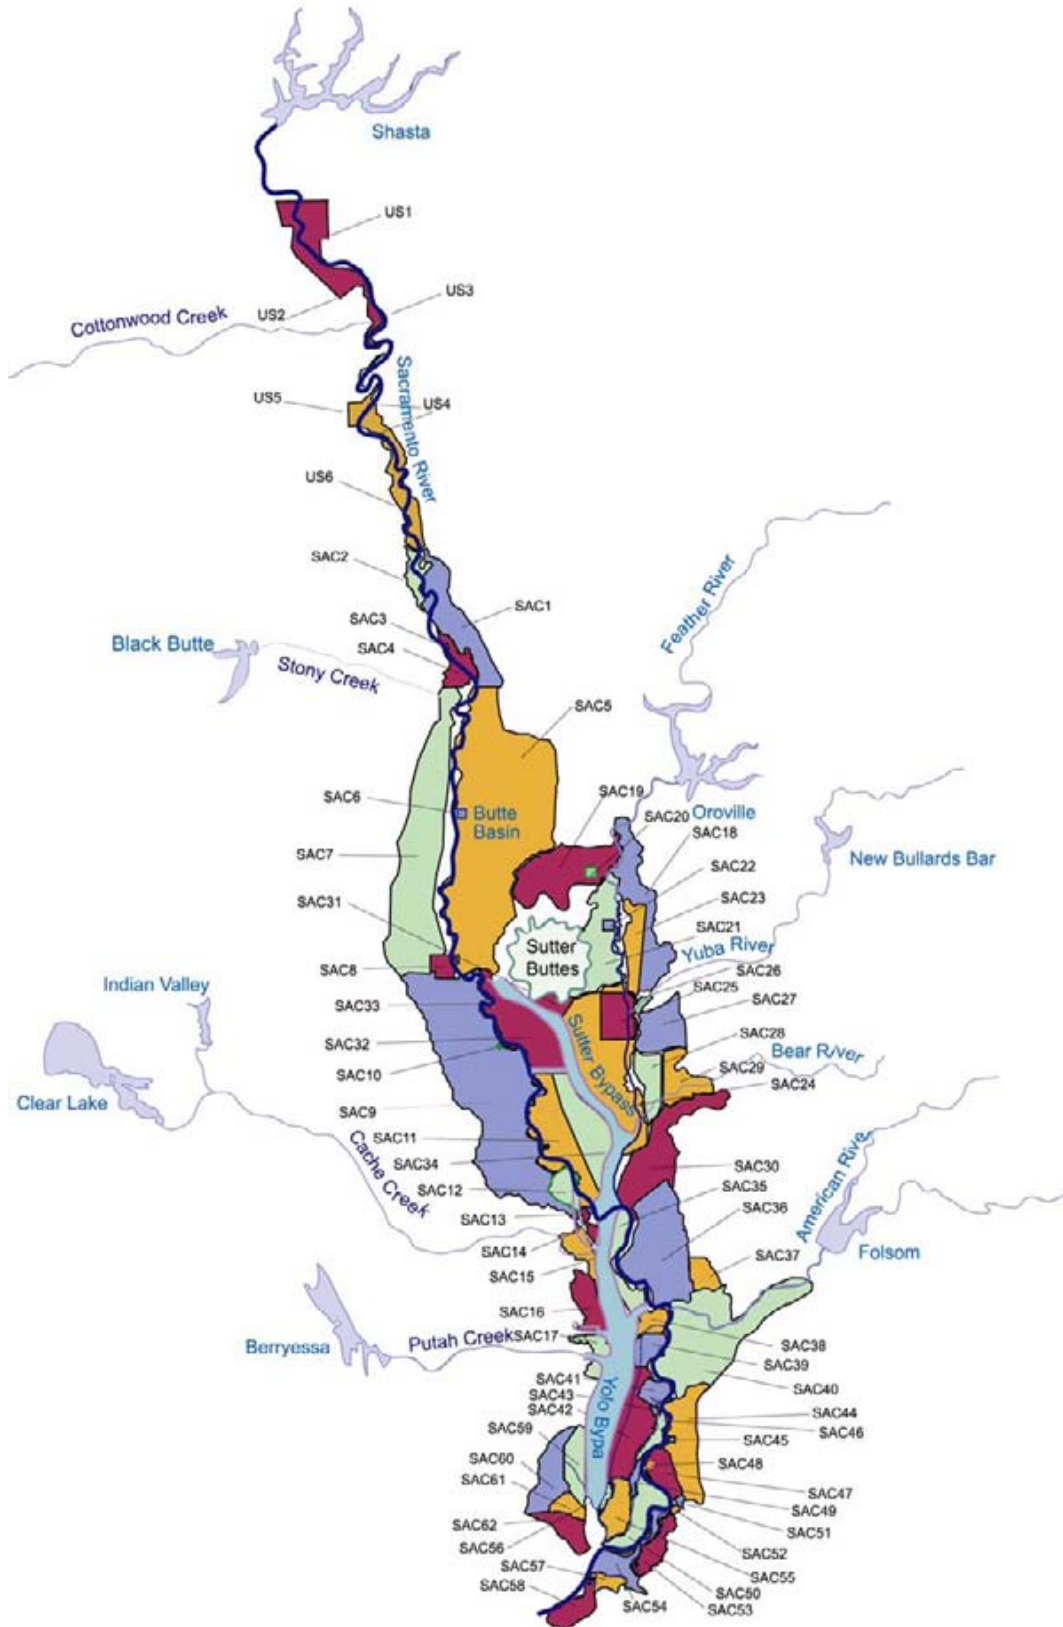 Shasta
US1
US3
US2
Cottonwood Creek
Sacramento River
US5
US4
US6
SAC2
SAC1
Feather River
SAC3
Black Butte
SAC4
Stony Creek
SAC5
SAC19
SAC6
Butte
Basin
SAC20
Oroville
SAC18
SAC7
SAC22
New Bullards Bar
SAC23
SAC31
SAC21
Sutter
Buttes
Yuba River
SAC8
SAC26
Indian Valley
SAC25
SAC33
SAC27
SAC32
Sutter Bypass
SAC28
Bear River
SAC10
SAC29
SAC24
Clear Lake
SAC9
Cache Creek
SAC11
SAC34
SAC30
SAC12
SAC35
SAC36
American Rive
SAC13
SAC14
SAC37
Folsom
SAC15
SAC16
Putah Creek
SAC17
Berryessa
SAC38
SAC39
SAC41
SAC40
SAC43
SAC42
Yolo Bypa
SAC44
SAC59
SAC46
SAC45
SAC60
SAC48
SAC61
SAC47
SAC49
SAC62
SAC51
SAC56
SAC52
SAC57
SAC55
SAC58
SAC50
SAC54
SAC53